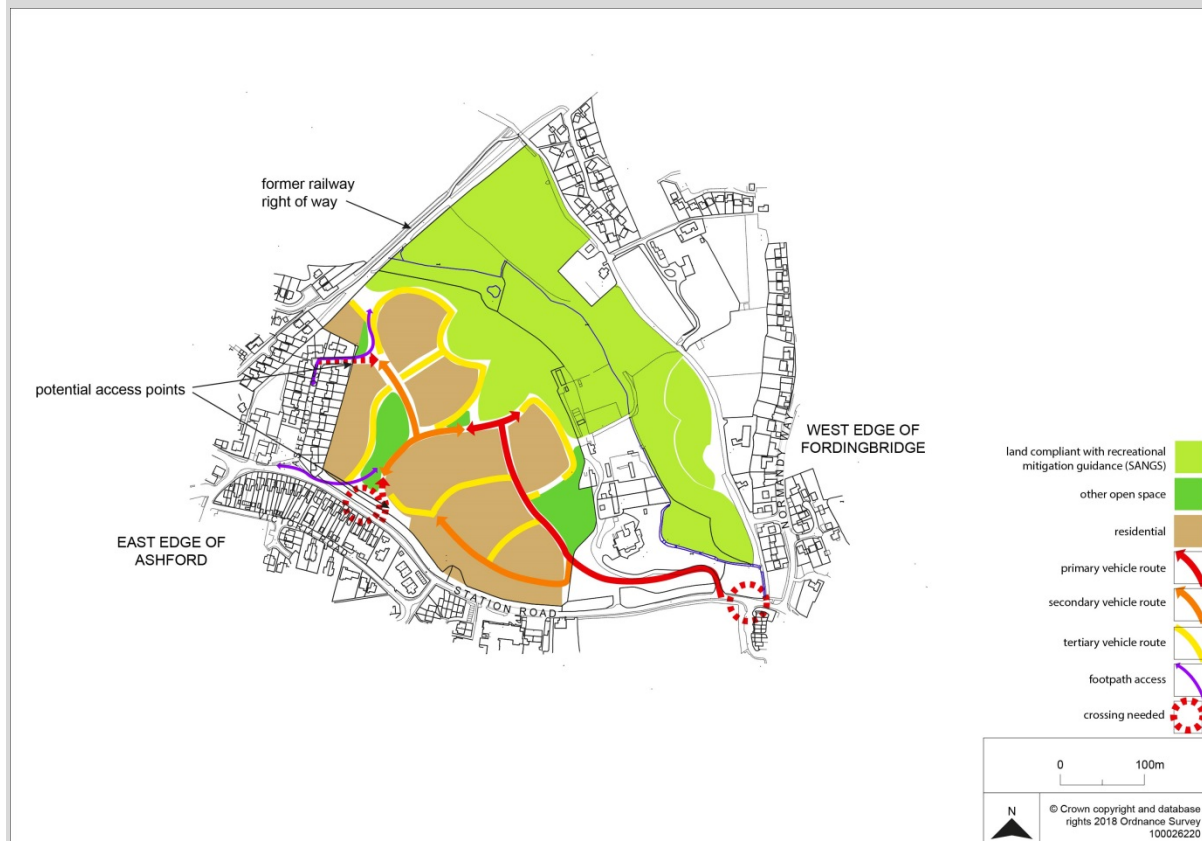 former railway
right of way
potential access points
EAST EDGE OF
ASHFORD
STATION ROAD
NORMANDY WAY
WEST EDGE OF
FORDINGBRIDGE
land compliant with recreational
mitigation guidance (SANGS)
other open space
residential
primary vehicle route
secondary vehicle route
tertiary vehicle route
footpath access
crossing needed
0 100m
N
© Crown copyright and database
rights 2018 Ordnance Survey
100026220